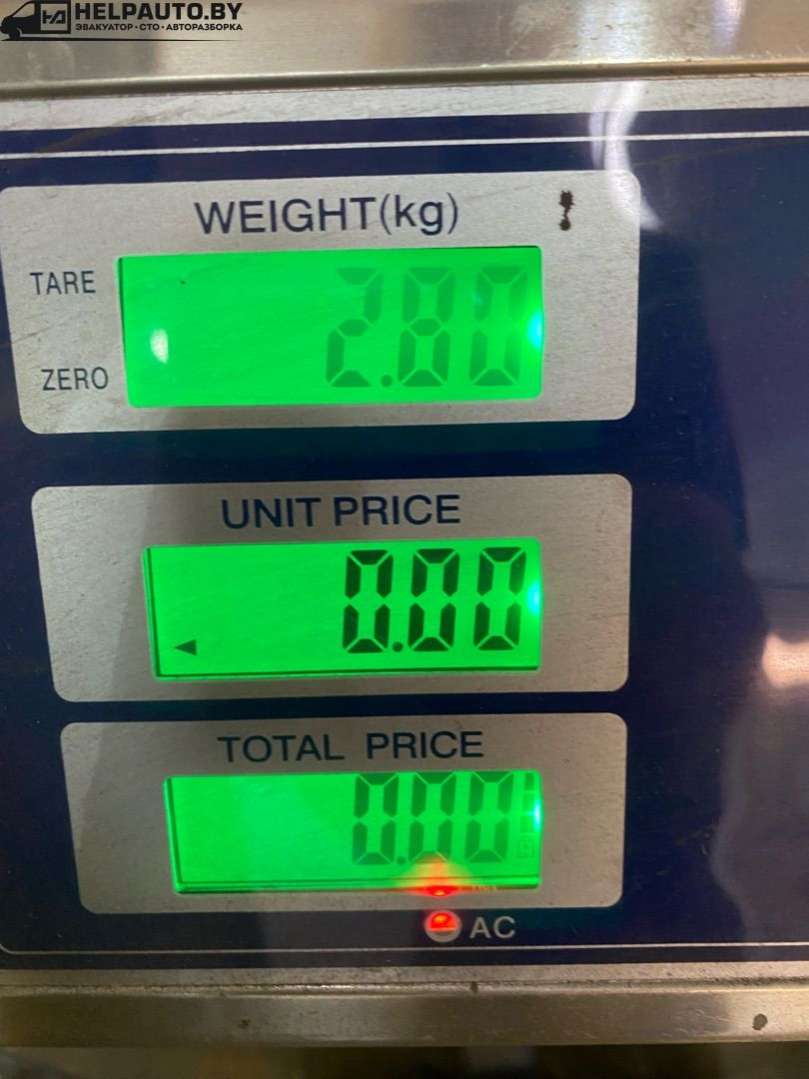 HELPAUTO.BY
ЭВАКУАТОР • СТО • АВТОРАЗБОРКА
WEIGHT(kg)
TARE
2.80
ZERO
UNIT PRICE
0.00
TOTAL PRICE
0.00
AC